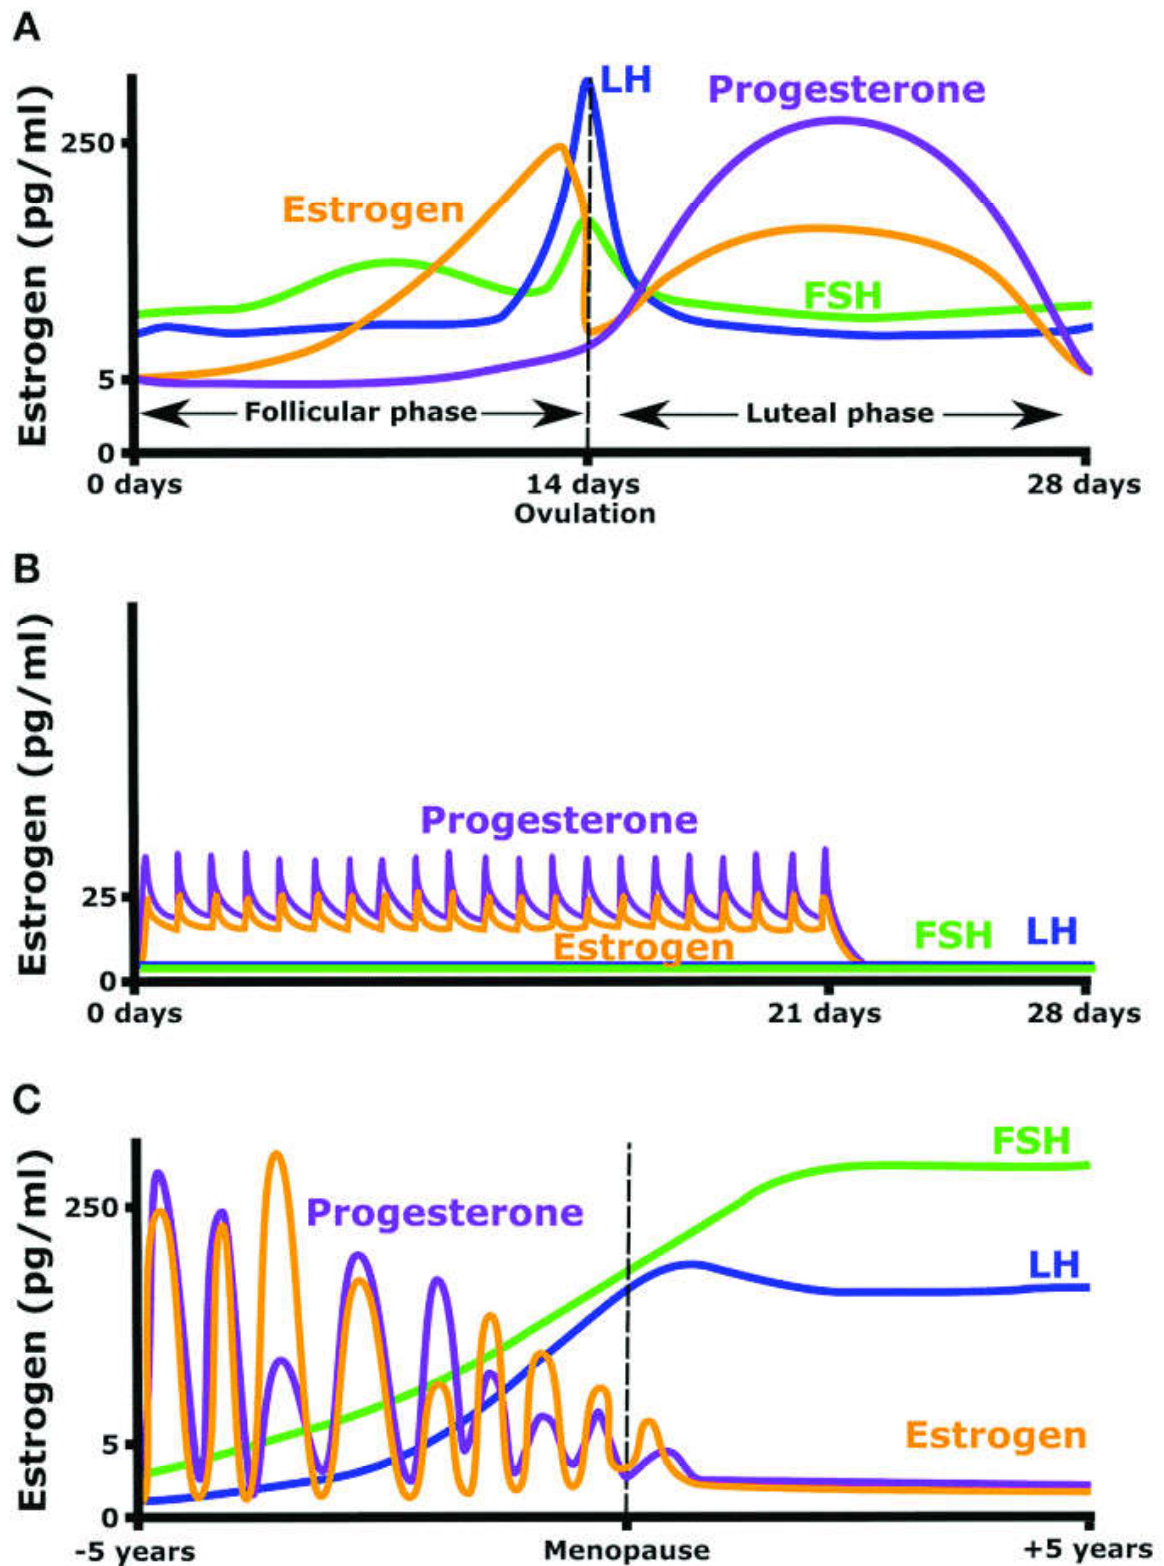 A
Estrogen (pg/ml)
LH
Progesterone
250
Estrogen
FSH
5
Follicular phase
Luteal phase
0
0 days
14 days
28 days
Ovulation
B
Estrogen (pg/ml)
Progesterone
25
Estrogen
FSH
LH
0
0 days
21 days
28 days
C
Estrogen (pg/ml)
FSH
250
Progesterone
LH
Estrogen
5
0
-5 years
Menopause
+5 years